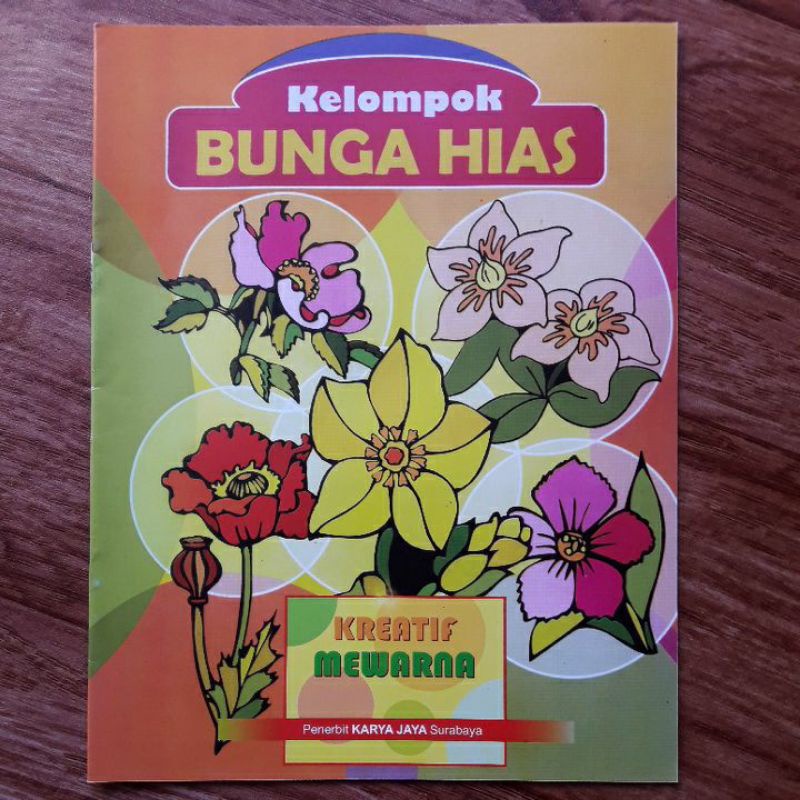 Kelompok
BUNGA HIAS
KREATIF
MEWARNA
Penerbit KARYA JAYA Surabaya